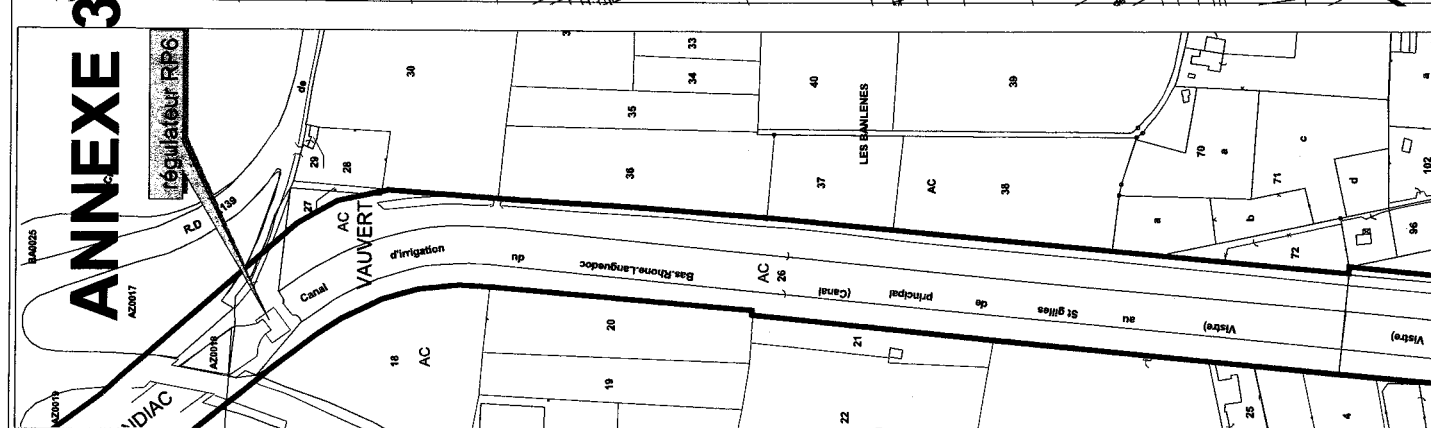 ANNEXE 3
régulateur RP6
BA0025
AZ0017
R.D 139
de
AZ0018
AZ0019
27
28
29
30
AC
VAUVERT
Canal d'irrigation du Bas-Rhone-Languedoc (Canal principal de St gilles au Vistre)
Vistre)
AC
26
33
34
35
36
37
40
LES BANLENES
39
AC
38
70
a
c
71
d
a
b
72
96
102
a
18
AC
20
19
21
22
25
4